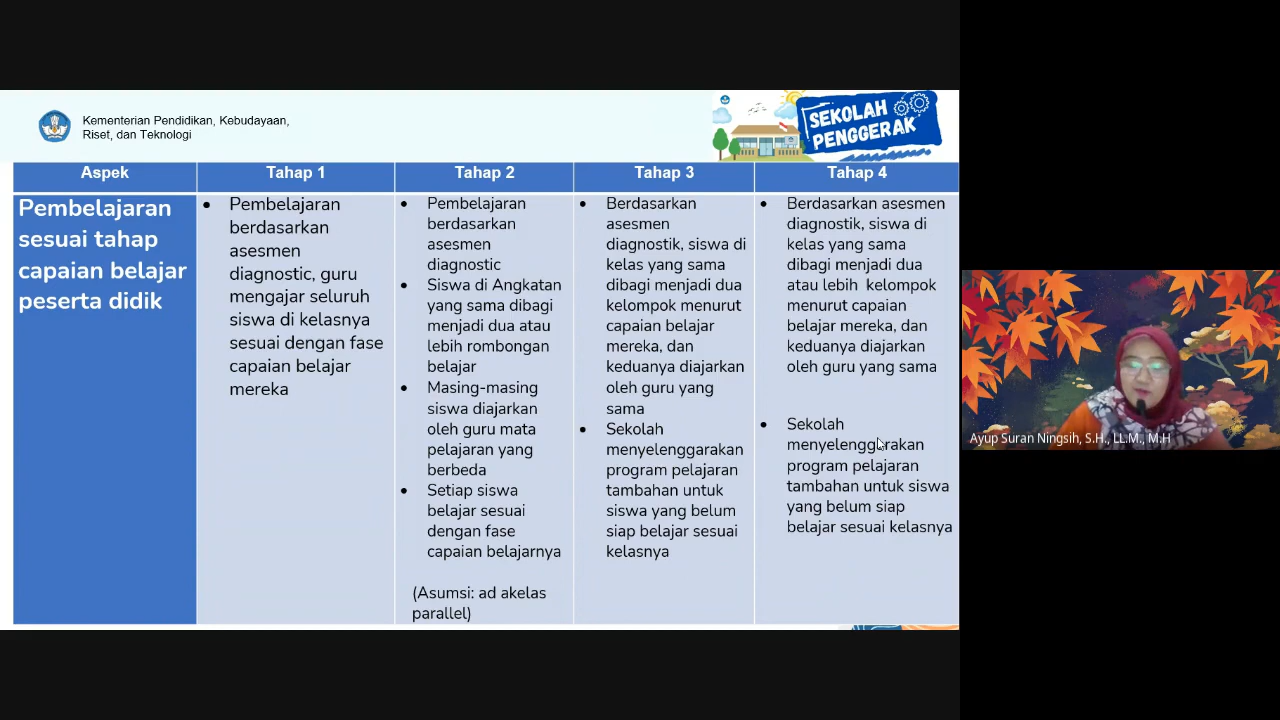 Kementerian Pendidikan, Kebudayaan,
Riset, dan Teknologi
SEKOLAH
PENGGERAK
Aspek
Tahap 1
Tahap 2
Tahap 3
Tahap 4
Pembelajaran
sesuai tahap
capaian belajar
peserta didik
• Pembelajaran
berdasarkan
asesmen
diagnostic, guru
mengajar seluruh
siswa di kelasnya
sesuai dengan fase
capaian belajar
mereka
• Pembelajaran
berdasarkan
asesmen
diagnostic
• Siswa di Angkatan
yang sama dibagi
menjadi dua atau
lebih rombongan
belajar
• Masing-masing
siswa diajarkan
oleh guru mata
pelajaran yang
berbeda
• Setiap siswa
belajar sesuai
dengan fase
capaian belajarnya
(Asumsi: ad akelas
parallel)
• Berdasarkan
asesmen
diagnostik, siswa di
kelas yang sama
dibagi menjadi dua
kelompok menurut
capaian belajar
mereka, dan
keduanya diajarkan
oleh guru yang
sama
• Sekolah
menyelenggarakan
program pelajaran
tambahan untuk
siswa yang belum
siap belajar sesuai
kelasnya
• Berdasarkan asesmen
diagnostik, siswa di
kelas yang sama
dibagi menjadi dua
atau lebih kelompok
menurut capaian
belajar mereka, dan
keduanya diajarkan
oleh guru yang sama
• Sekolah
menyelenggarakan
program pelajaran
tambahan untuk siswa
yang belum siap
belajar sesuai kelasnya
Ayup Suran Ningsih, S.H., LL.M., M.H